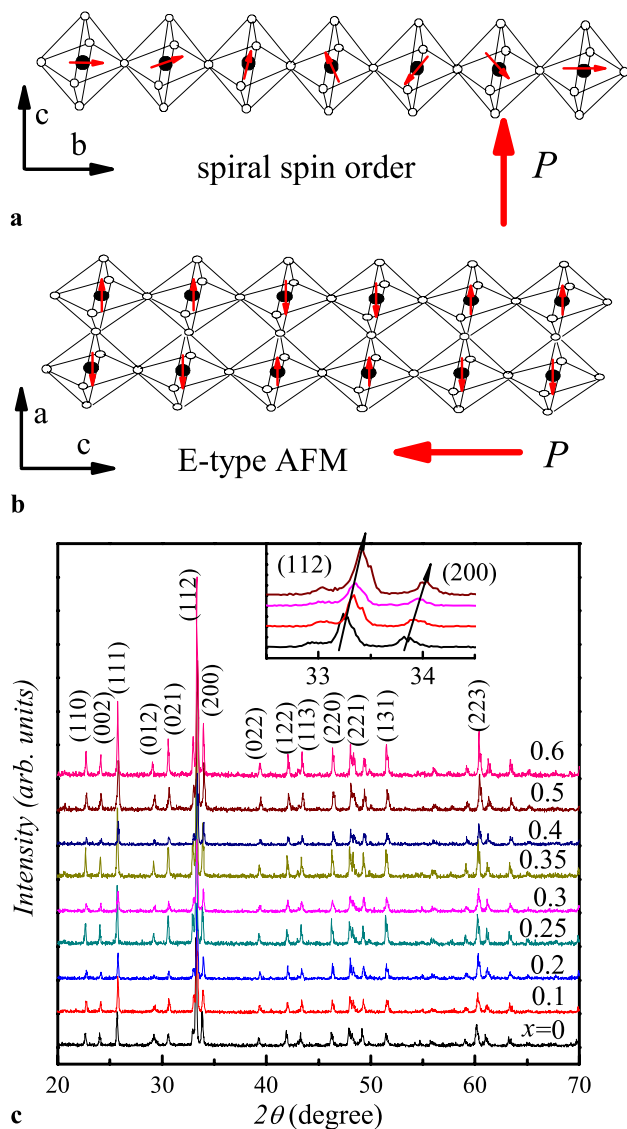 c
b
spiral spin order
P
a
a
c
E-type AFM
P
b
(112)
(200)
33
34
(110)
(002)
(111)
(012)
(021)
(112)
(200)
(022)
(122)
(113)
(220)
(221)
(131)
(223)
0.6
0.5
0.4
0.35
0.3
0.25
0.2
0.1
x=0
Intensity (arb. units)
20
30
40
50
60
70
2θ (degree)
c